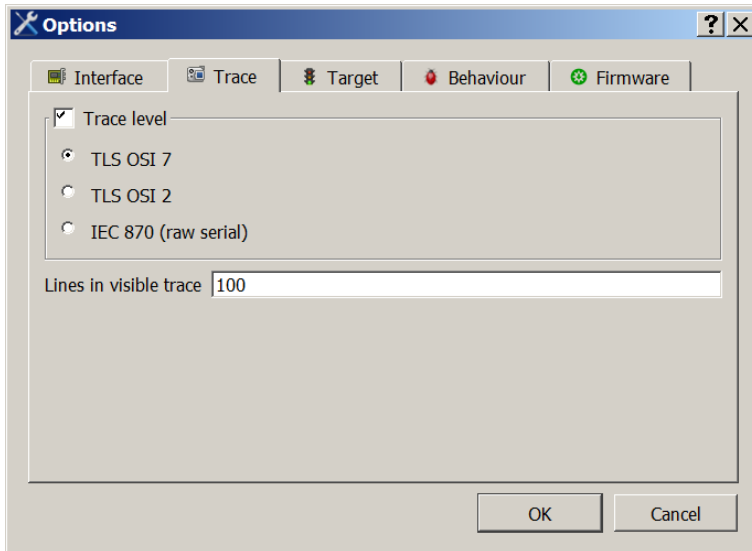 Options
Interface Trace Target Behaviour Firmware
Trace level
TLS OSI 7
TLS OSI 2
IEC 870 (raw serial)
Lines in visible trace 100
OK Cancel